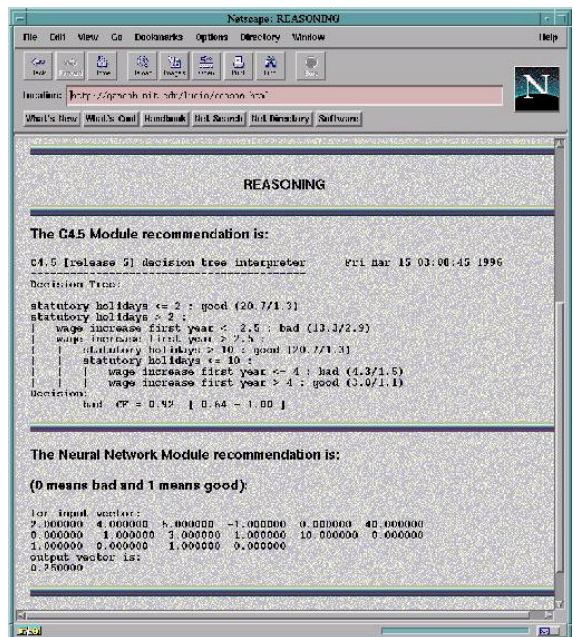 Netscape: REASONING
File Edit View Go Bookmarks Options Directory Window Help
Back Home Reload Images Open Print Find
Location:
What's New What's Cool Handbook Net Search Net Directory Software
REASONING
The C4.5 Module recommendation is:
C4.5 [release 5] decision tree interpreter Fri Mar 15 03:00:45 1996
Decision Tree:
statutory holidays <= 2 : good (20.7/1.3)
statutory holidays > 2 :
| wage increase first year < 2.5 : bad (13.3/2.9)
| wage increase first year > 2.5 :
| | statutory holidays > 10 : good (20.7/1.3)
| | statutory holidays <= 10 :
| | | wage increase first year <= 4 : bad (4.3/1.5)
| | | wage increase first year > 4 : good (3.0/1.1)
Decision:
bad CF = 0.92 [ 0.64 - 1.00 ]
The Neural Network Module recommendation is:
(0 means bad and 1 means good):
for input vector:
2.000000 4.000000 5.000000 -1.000000 0.000000 40.000000
0.000000 1.000000 3.000000 1.000000 10.000000 0.000000
1.000000 0.000000 1.000000 0.000000
output vector is:
0.250000